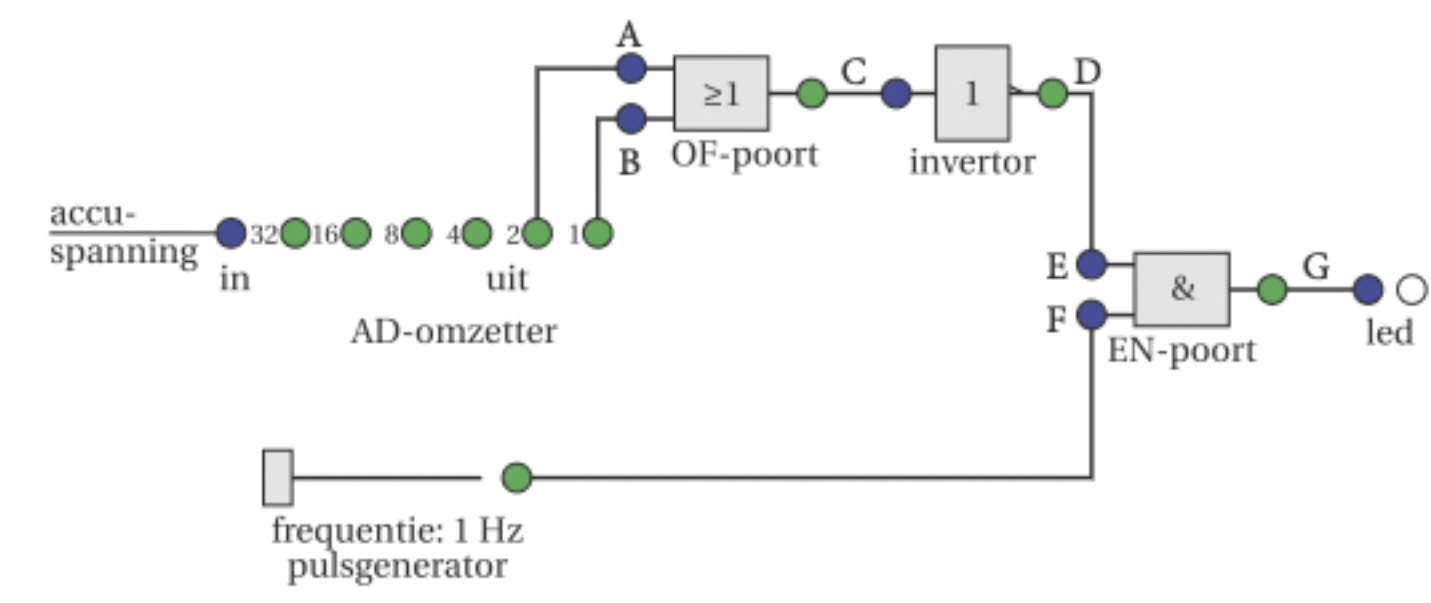 A
B
≥1
OF-poort
C
1
invertor
D
accu-
spanning
in
32 16 8 4 2 1
uit
AD-omzetter
E
F
&
EN-poort
G
led
frequentie: 1 Hz
pulsgenerator